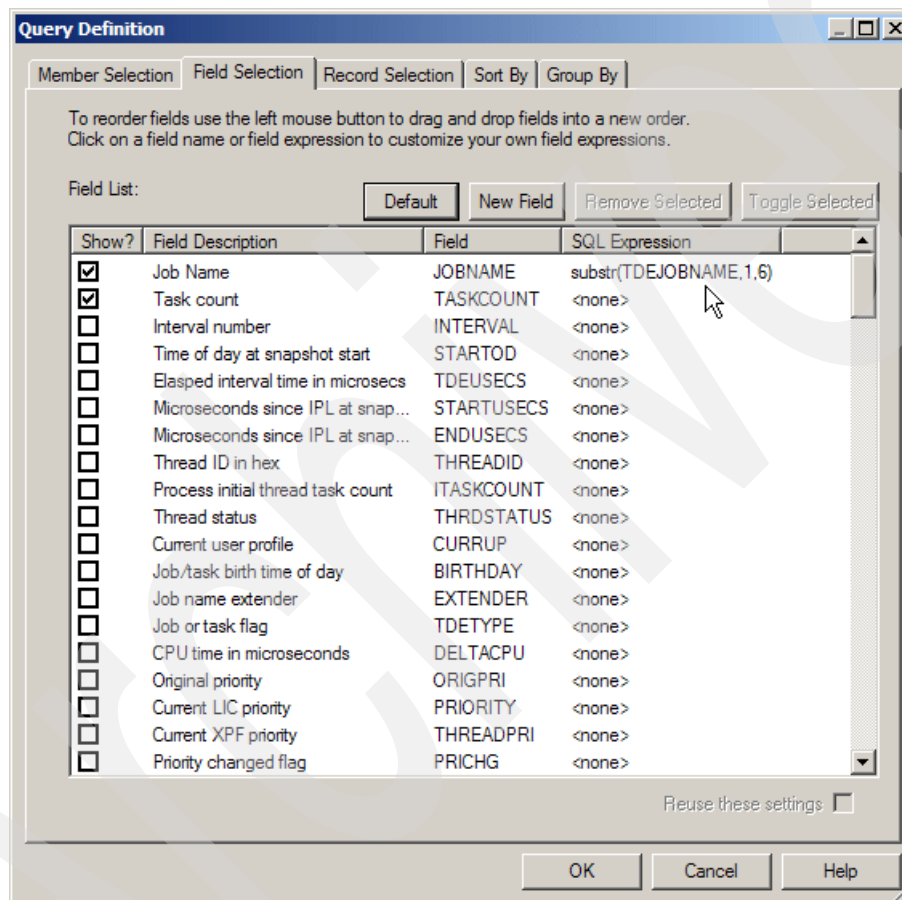 Query Definition
Member Selection Field Selection Record Selection Sort By Group By
To reorder fields use the left mouse button to drag and drop fields into a new order.
Click on a field name or field expression to customize your own field expressions.
Field List: Default New Field Remove Selected Toggle Selected
Show? Field Description Field SQL Expression
Job Name JOBNAME substr(TDEJOBNAME,1,6)
Task count TASKCOUNT <none>
Interval number INTERVAL <none>
Time of day at snapshot start STARTOD <none>
Elasped interval time in microsecs TDEUSECS <none>
Microseconds since IPL at snap... STARTUSECS <none>
Microseconds since IPL at snap... ENDUSECS <none>
Thread ID in hex THREADID <none>
Process initial thread task count ITASKCOUNT <none>
Thread status THRDSTATUS <none>
Current user profile CURRUP <none>
Job/task birth time of day BIRTHDAY <none>
Job name extender EXTENDER <none>
Job or task flag TDETYPE <none>
CPU time in microseconds DELTACPU <none>
Original priority ORIGPRI <none>
Current LIC priority PRIORITY <none>
Current XPF priority THREADPRI <none>
Priority changed flag PRICHG <none>
Reuse these settings
OK Cancel Help